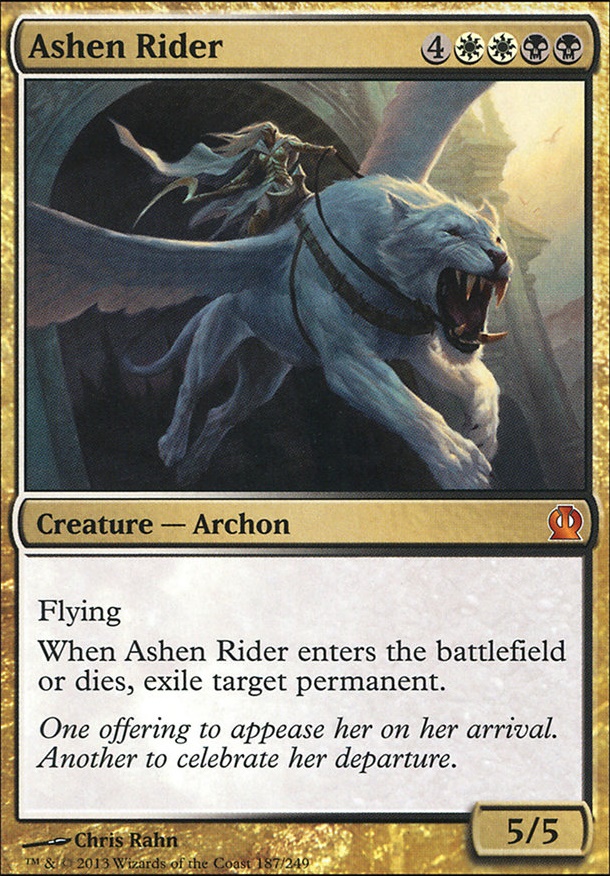 Ashen Rider 4
Creature — Archon
Flying
When Ashen Rider enters the battlefield
or dies, exile target permanent.
One offering to appease her on her arrival.
Another to celebrate her departure.
5/5
Chris Rahn
™ & © 2013 Wizards of the Coast 187/249